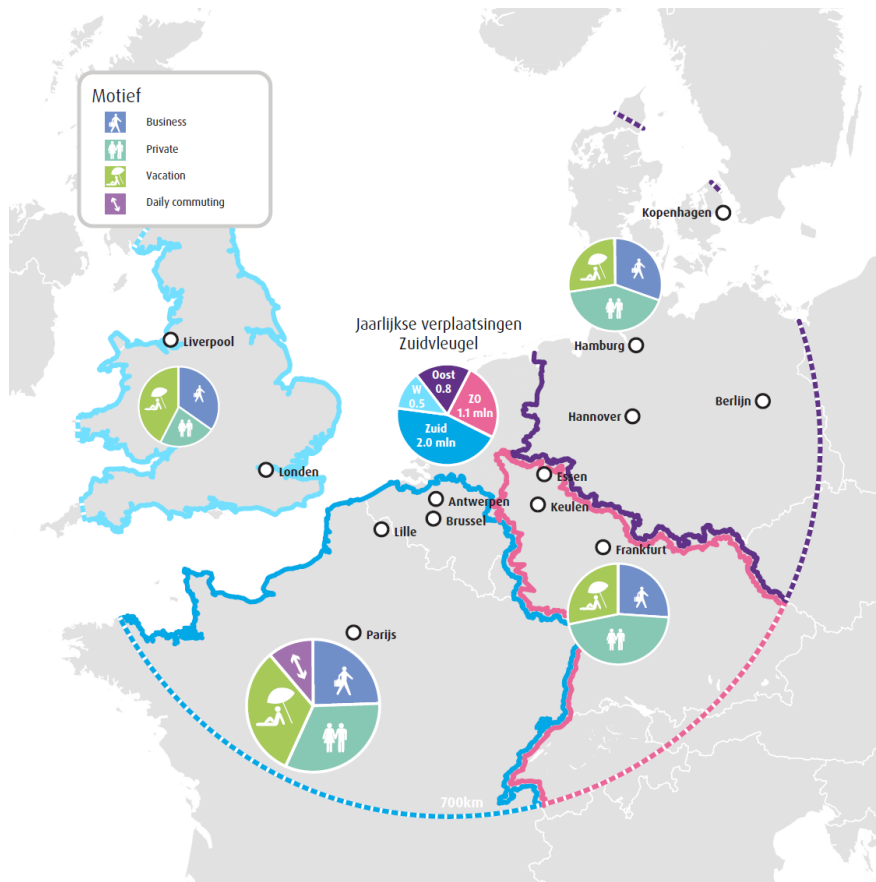 Motief
Business
Private
Vacation
Daily commuting
Kopenhagen
Jaarlijkse verplaatsingen
Zuidvleugel
Liverpool
Hamburg
Oost
0.8
W
0.5
ZO
1.1 mln
Zuid
2.0 mln
Hannover
Berlijn
Londen
Essen
Antwerpen
Keulen
Brussel
Lille
Frankfurt
Parijs
700km